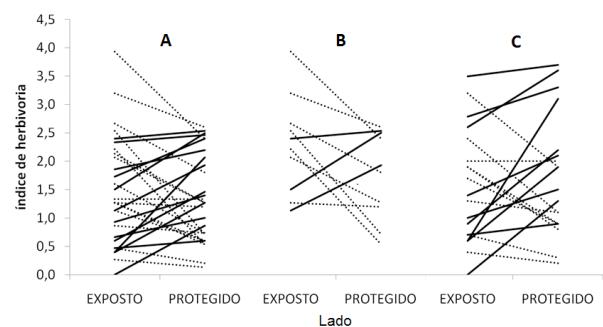 4,5
4,0
3,5
3,0
2,5
2,0
1,5
1,0
0,5
0,0
índice de herbivoria
A
B
C
EXPOSTO PROTEGIDO EXPOSTO PROTEGIDO EXPOSTO PROTEGIDO
Lado